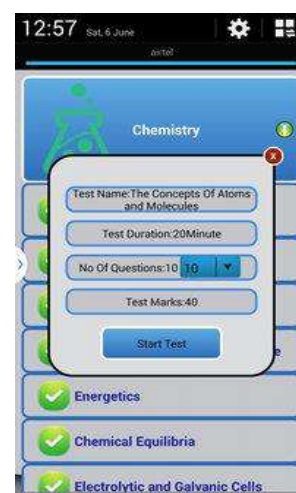 12:57 Sat, 6 June
airtel
Chemistry
x
Test Name:The Concepts Of Atoms
and Molecules
Test Duration:20Minute
No Of Questions:10 10
Test Marks:40
Start Test
e
Energetics
Chemical Equilibria
Electrolytic and Galvanic Cells